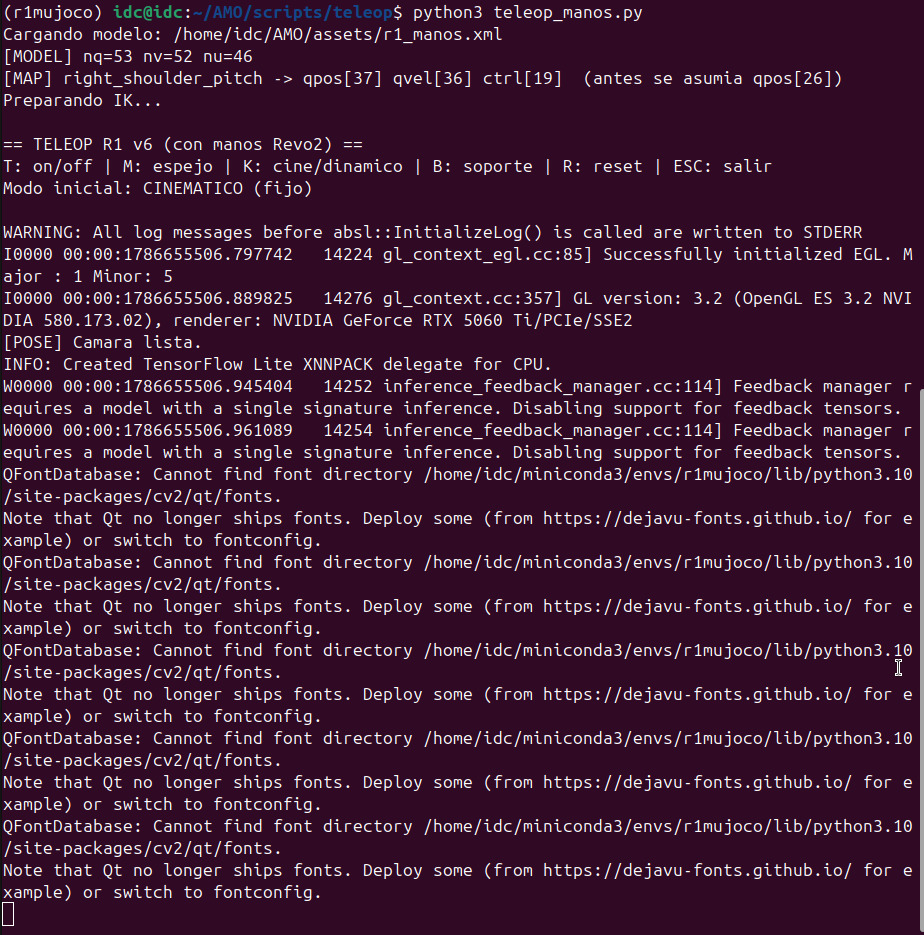 (r1mujoco) idc@idc:~/AMO/scripts/teleop$ python3 teleop_manos.py
Cargando modelo: /home/idc/AMO/assets/r1_manos.xml
[MODEL] nq=53 nv=52 nu=46
[MAP] right_shoulder_pitch -> qpos[37] qvel[36] ctrl[19]  (antes se asumia qpos[26])
Preparando IK...

== TELEOP R1 v6 (con manos Revo2) ==
T: on/off | M: espejo | K: cine/dinamico | B: soporte | R: reset | ESC: salir
Modo inicial: CINEMATICO (fijo)

WARNING: All log messages before absl::InitializeLog() is called are written to STDERR
I0000 00:00:1786655506.797742   14224 gl_context_egl.cc:85] Successfully initialized EGL. M
ajor : 1 Minor: 5
I0000 00:00:1786655506.889825   14276 gl_context.cc:357] GL version: 3.2 (OpenGL ES 3.2 NVI
DIA 580.173.02), renderer: NVIDIA GeForce RTX 5060 Ti/PCIe/SSE2
[POSE] Camara lista.
INFO: Created TensorFlow Lite XNNPACK delegate for CPU.
W0000 00:00:1786655506.945404   14252 inference_feedback_manager.cc:114] Feedback manager r
equires a model with a single signature inference. Disabling support for feedback tensors.
W0000 00:00:1786655506.961089   14254 inference_feedback_manager.cc:114] Feedback manager r
equires a model with a single signature inference. Disabling support for feedback tensors.
QFontDatabase: Cannot find font directory /home/idc/miniconda3/envs/r1mujoco/lib/python3.10
/site-packages/cv2/qt/fonts.
Note that Qt no longer ships fonts. Deploy some (from https://dejavu-fonts.github.io/ for e
xample) or switch to fontconfig.
QFontDatabase: Cannot find font directory /home/idc/miniconda3/envs/r1mujoco/lib/python3.10
/site-packages/cv2/qt/fonts.
Note that Qt no longer ships fonts. Deploy some (from https://dejavu-fonts.github.io/ for e
xample) or switch to fontconfig.
QFontDatabase: Cannot find font directory /home/idc/miniconda3/envs/r1mujoco/lib/python3.10
/site-packages/cv2/qt/fonts.
Note that Qt no longer ships fonts. Deploy some (from https://dejavu-fonts.github.io/ for e
xample) or switch to fontconfig.
QFontDatabase: Cannot find font directory /home/idc/miniconda3/envs/r1mujoco/lib/python3.10
/site-packages/cv2/qt/fonts.
Note that Qt no longer ships fonts. Deploy some (from https://dejavu-fonts.github.io/ for e
xample) or switch to fontconfig.
QFontDatabase: Cannot find font directory /home/idc/miniconda3/envs/r1mujoco/lib/python3.10
/site-packages/cv2/qt/fonts.
Note that Qt no longer ships fonts. Deploy some (from https://dejavu-fonts.github.io/ for e
xample) or switch to fontconfig.